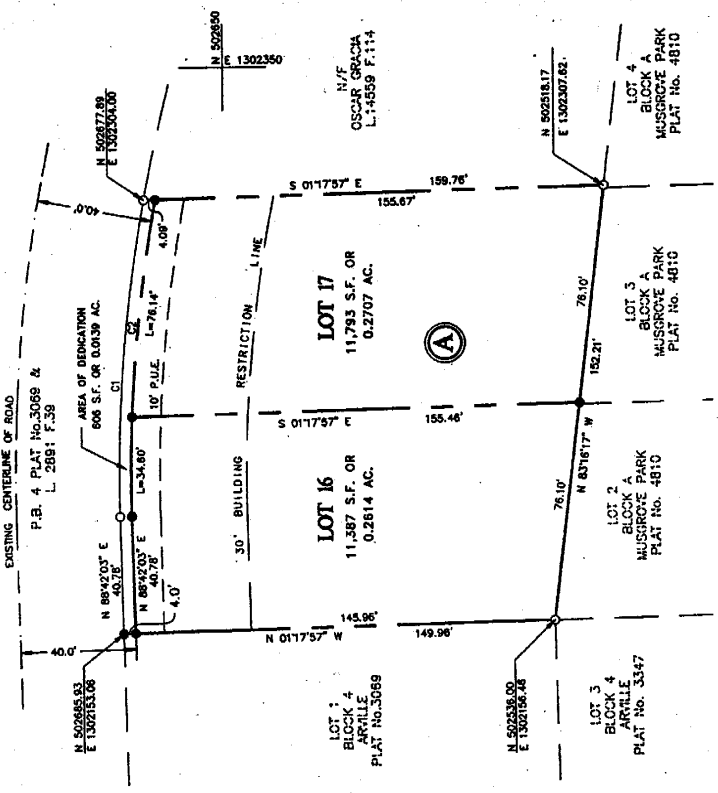 EXISTING CENTERLINE OF ROAD
P.B. 4 PLAT No.3069 &
L. 2891 F.39
N 502650
E 1302350
N 502677.89
E 1302304.00
40.0'
AREA OF DEDICATION
606 S.F. OR 0.0139 AC.
C1
C2
L=76.14'
4.09'
10' P.U.E.
L=34.60'
N 88°42'03" E
40.78'
N 88°42'03" E
40.78'
4.0'
40.0'
N 502685.93
E 1302153.06
30' BUILDING RESTRICTION LINE
N/F
OSCAR GRACIA
L.14559 F.114
S 01°17'57" E 159.76'
155.67'
LOT 17
11,793 S.F. OR
0.2707 AC.
A
S 01°17'57" E 155.46'
LOT 16
11,387 S.F. OR
0.2614 AC.
145.96'
N 01°17'57" W 149.96'
LOT 1
BLOCK 4
ARVILLE
PLAT No.3069
N 502518.17
E 1302307.62
76.10'
152.21'
N 83°16'17" W
76.10'
N 502536.00
E 1302156.46
LOT 4
BLOCK A
MUSGROVE PARK
PLAT No. 4810
LOT 3
BLOCK A
MUSGROVE PARK
PLAT No. 4810
LOT 2
BLOCK A
MUSGROVE PARK
PLAT No. 4810
LOT 3
BLOCK 4
ARVILLE
PLAT No. 3347